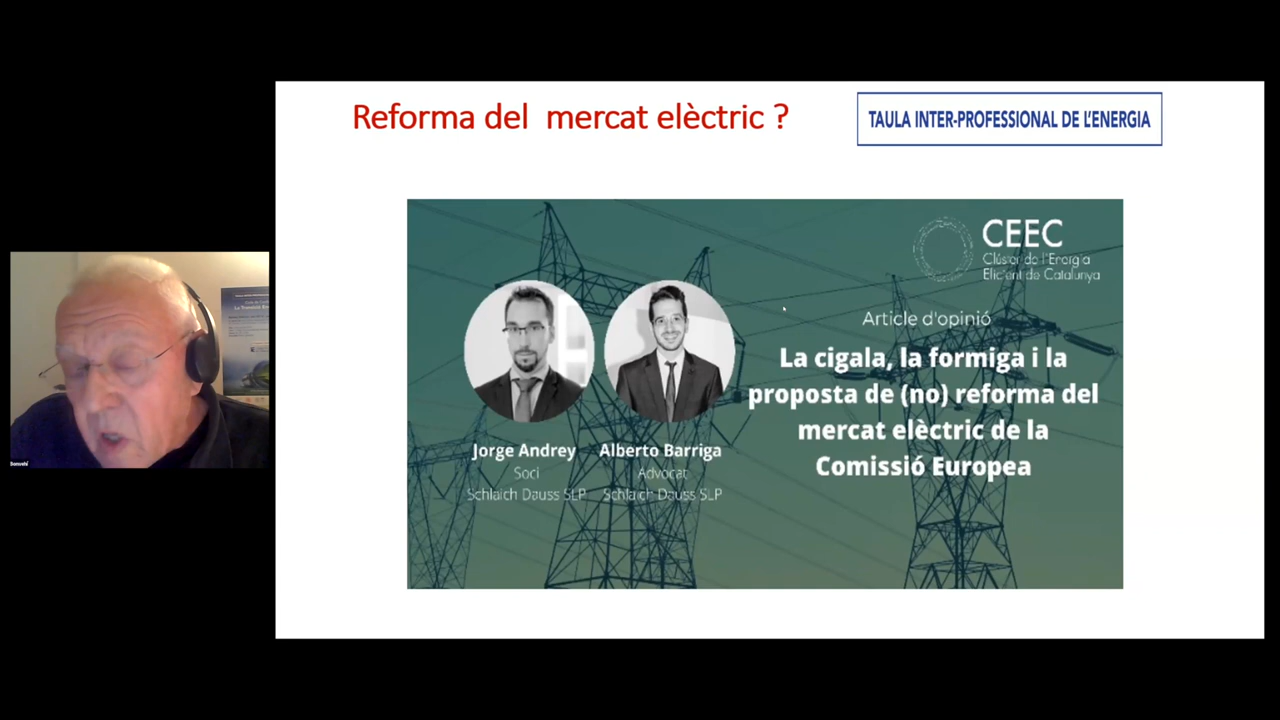 Reforma del mercat elèctric ?
TAULA INTER-PROFESSIONAL DE L'ENERGIA
CEEC
Clúster de l'Energia
Eficient de Catalunya
Article d'opinió
La cigala, la formiga i la
proposta de (no) reforma del
mercat elèctric de la
Comissió Europea
Jorge Andrey
Soci
Schlaich Dauss SLP
Alberto Barriga
Advocat
Schlaich Dauss SLP